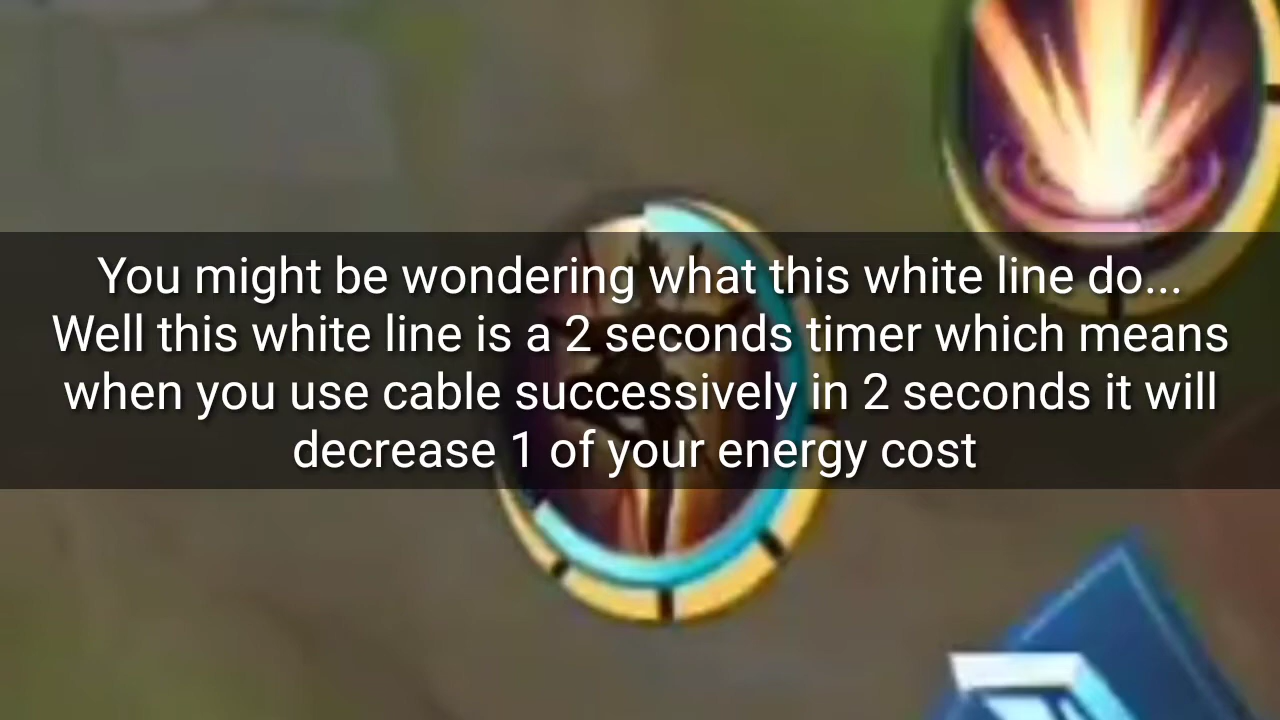 You might be wondering what this white line do...
Well this white line is a 2 seconds timer which means
when you use cable successively in 2 seconds it will
decrease 1 of your energy cost